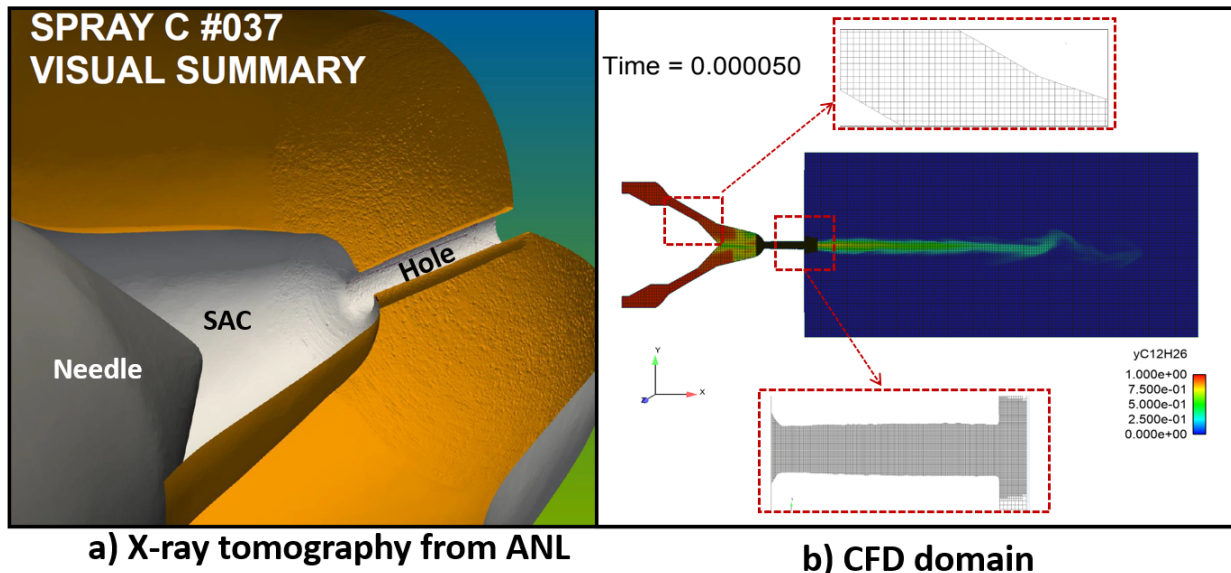 SPRAY C #037
VISUAL SUMMARY
Hole
SAC
Needle
a) X-ray tomography from ANL
Time = 0.000050
Y
X
Z
yC12H26
1.000e+00
7.500e-01
5.000e-01
2.500e-01
0.000e+00
b) CFD domain